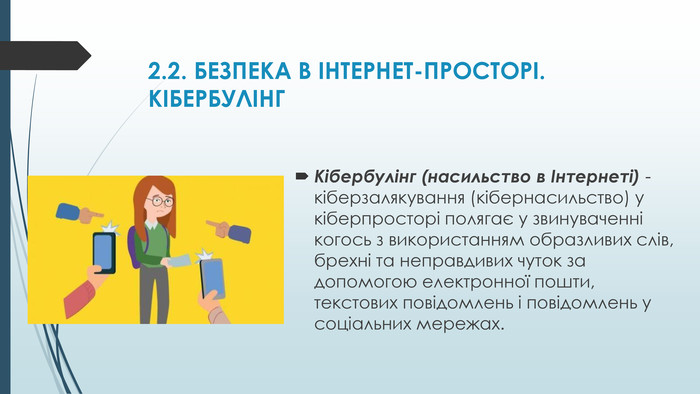 2.2. БЕЗПЕКА В ІНТЕРНЕТ-ПРОСТОРІ.
КІБЕРБУЛІНГ
Кібербулінг (насильство в Інтернеті) -
кіберзалякування (кібернасильство) у
кіберпросторі полягає у звинуваченні
когось з використанням образливих слів,
брехні та неправдивих чуток за
допомогою електронної пошти,
текстових повідомлень і повідомлень у
соціальних мережах.